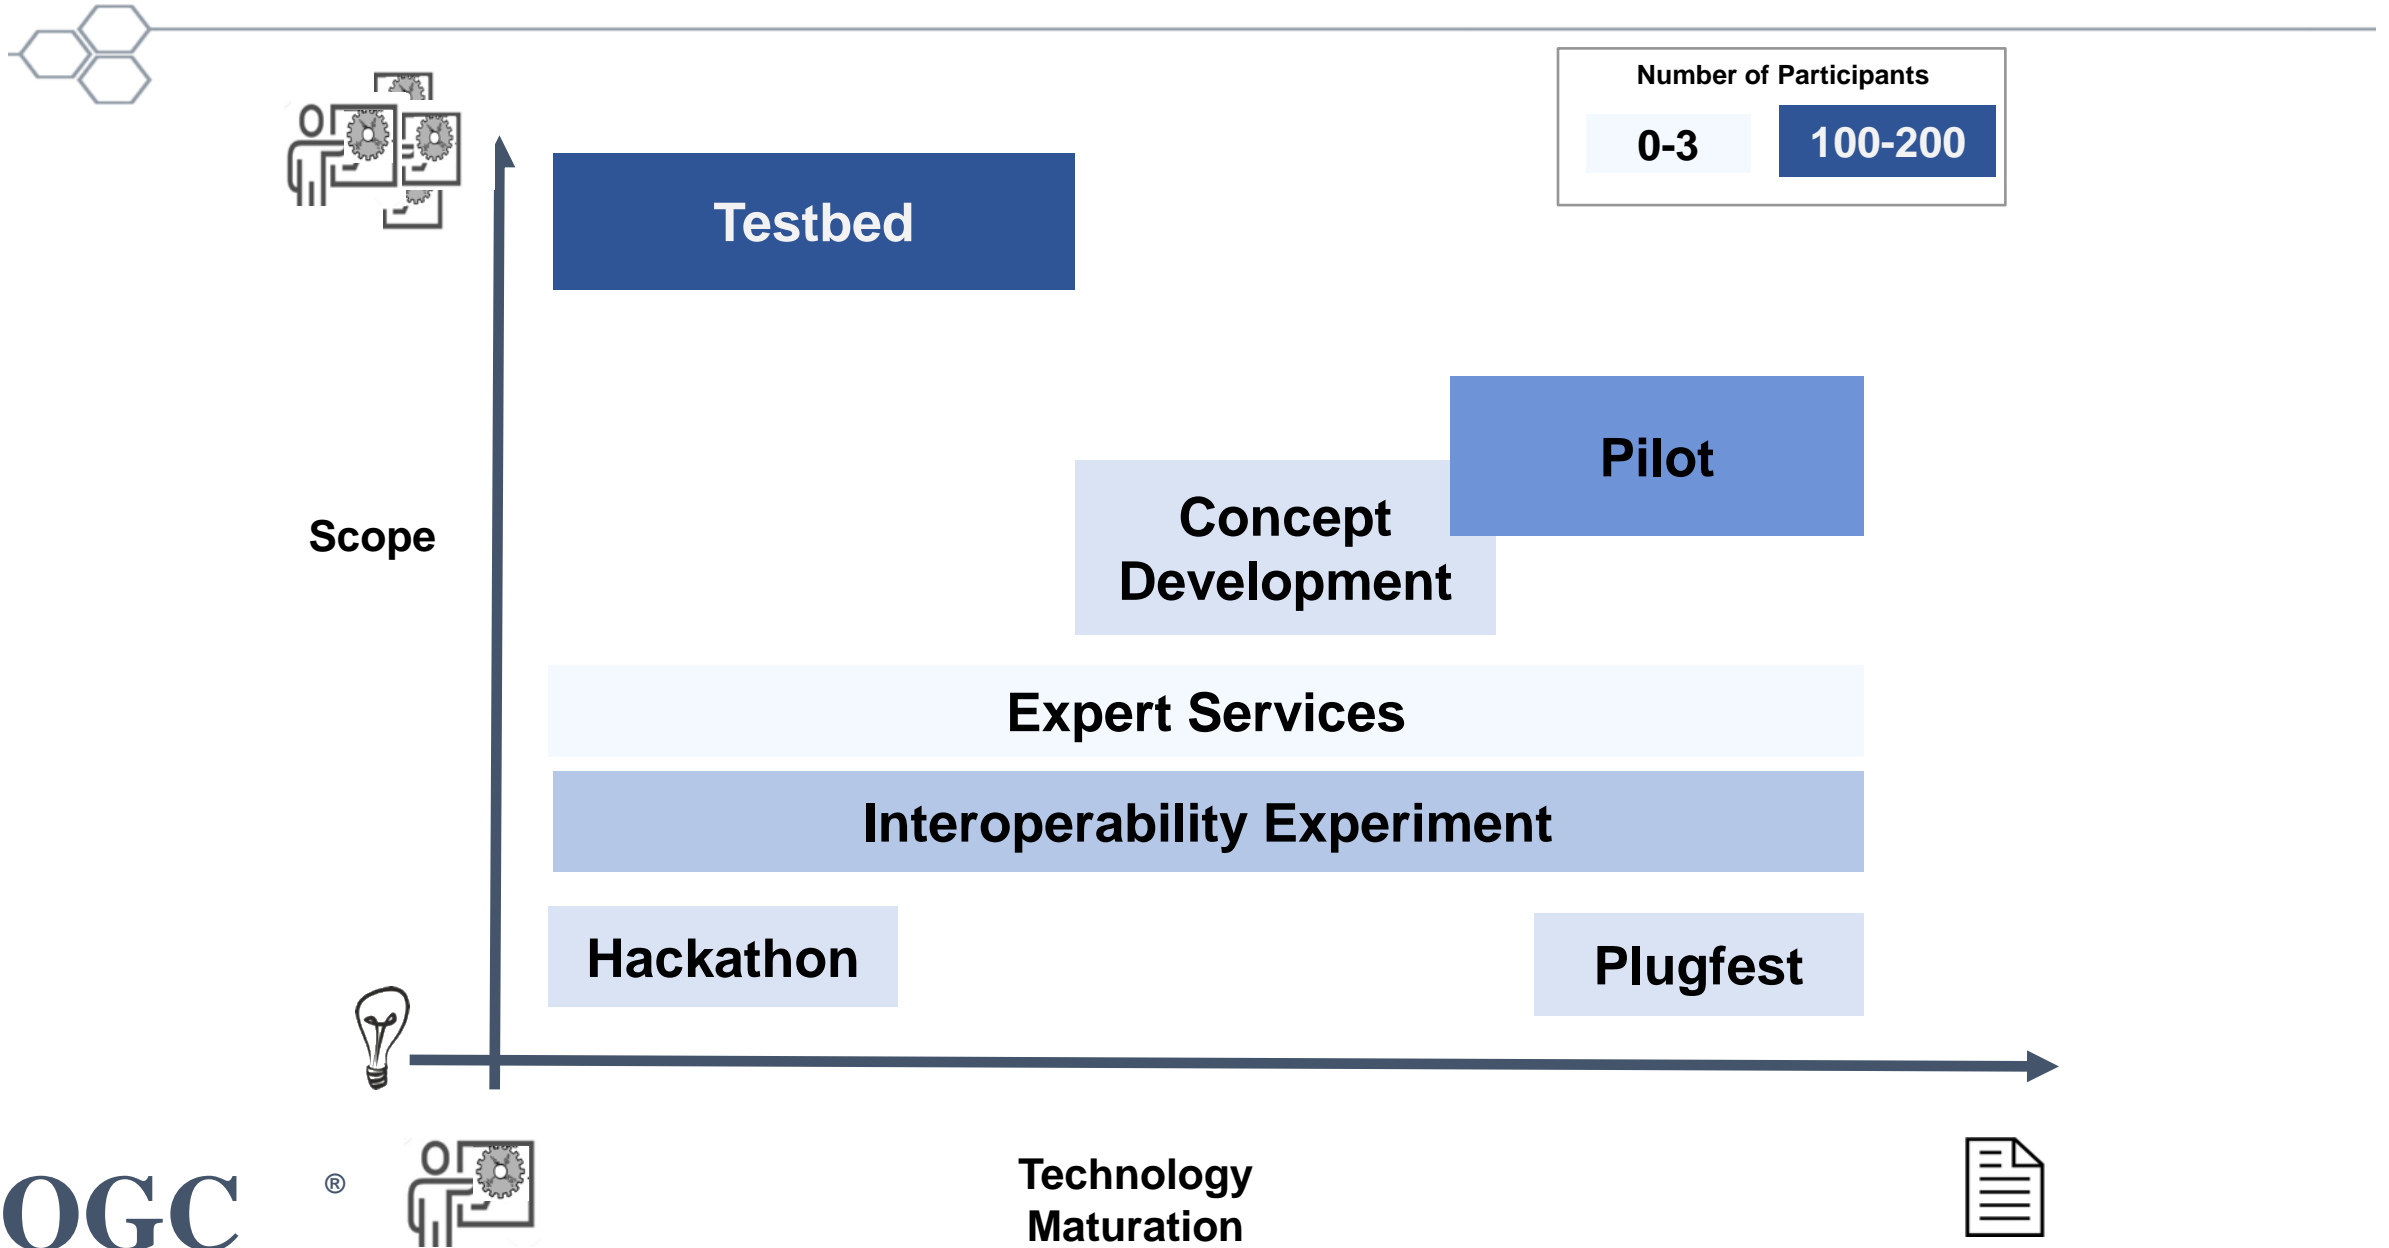 Number of Participants
0-3
100-200
Testbed
Pilot
Scope
Concept
Development
Expert Services
Interoperability Experiment
Hackathon
Plugfest
OGC ®
Technology
Maturation